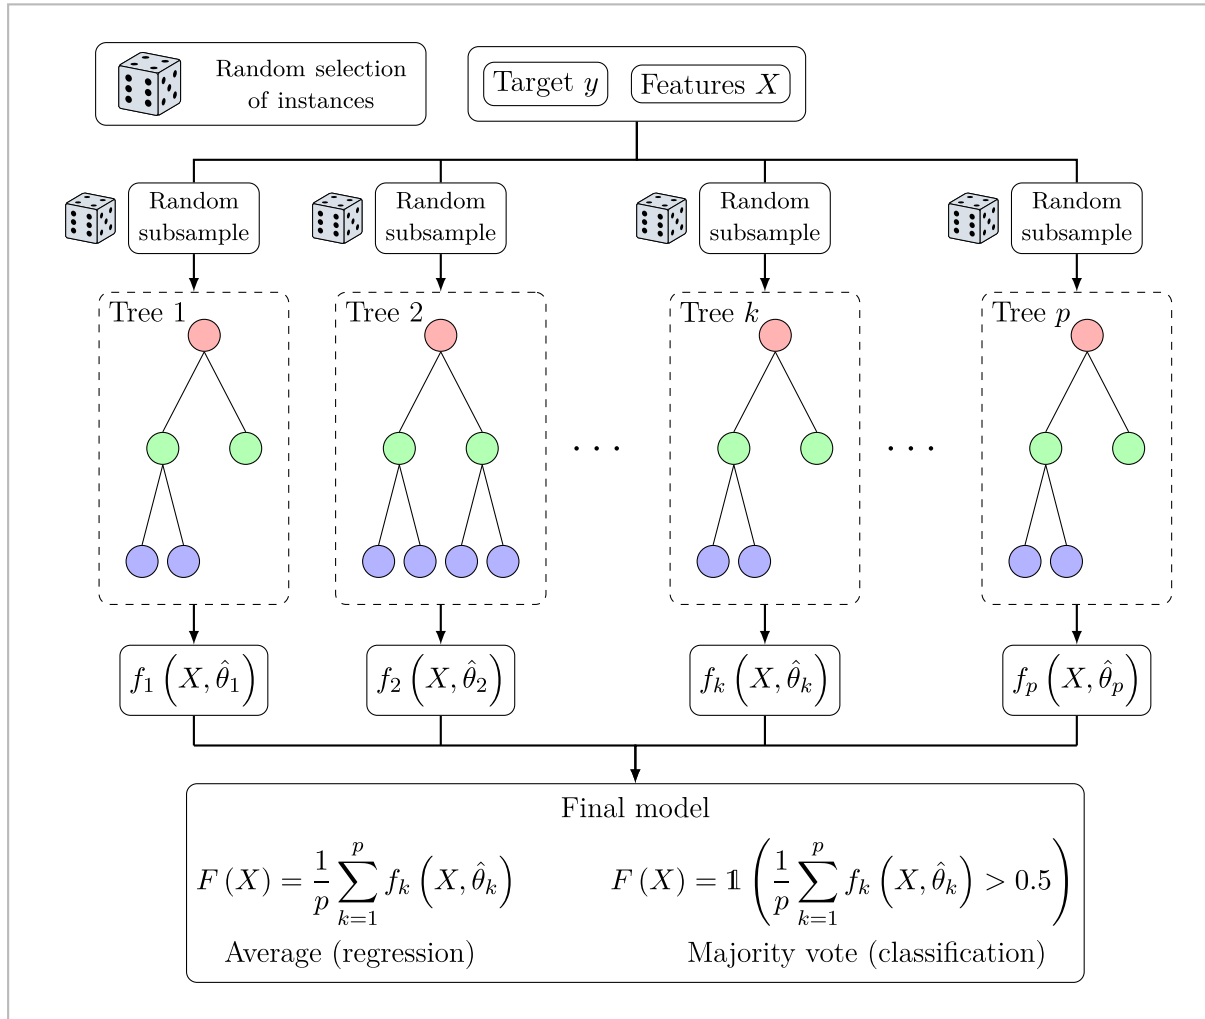 Random selection
of instances
Target y Features X
Random
subsample
Random
subsample
Random
subsample
Random
subsample
Tree 1
Tree 2
Tree k
Tree p
· · ·
· · ·
f₁ (X, θ̂₁)
f₂ (X, θ̂₂)
fₖ (X, θ̂ₖ)
fₚ (X, θ̂ₚ)
Final model
F (X) = 1/p ∑_{k=1}^{p} fₖ (X, θ̂ₖ)
F (X) = 𝟙 (1/p ∑_{k=1}^{p} fₖ (X, θ̂ₖ) > 0.5)
Average (regression)
Majority vote (classification)